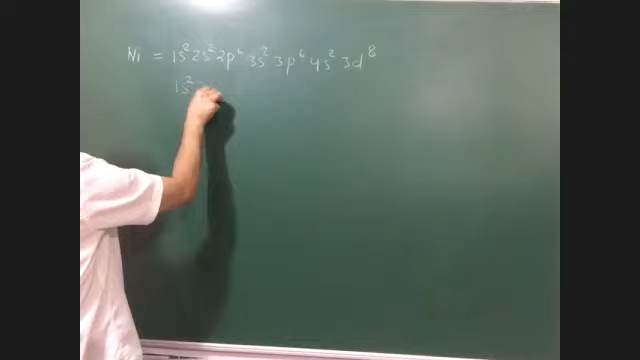 Ni = 1s² 2s² 2p⁶ 3s² 3p⁶ 4s² 3d⁸
1s²